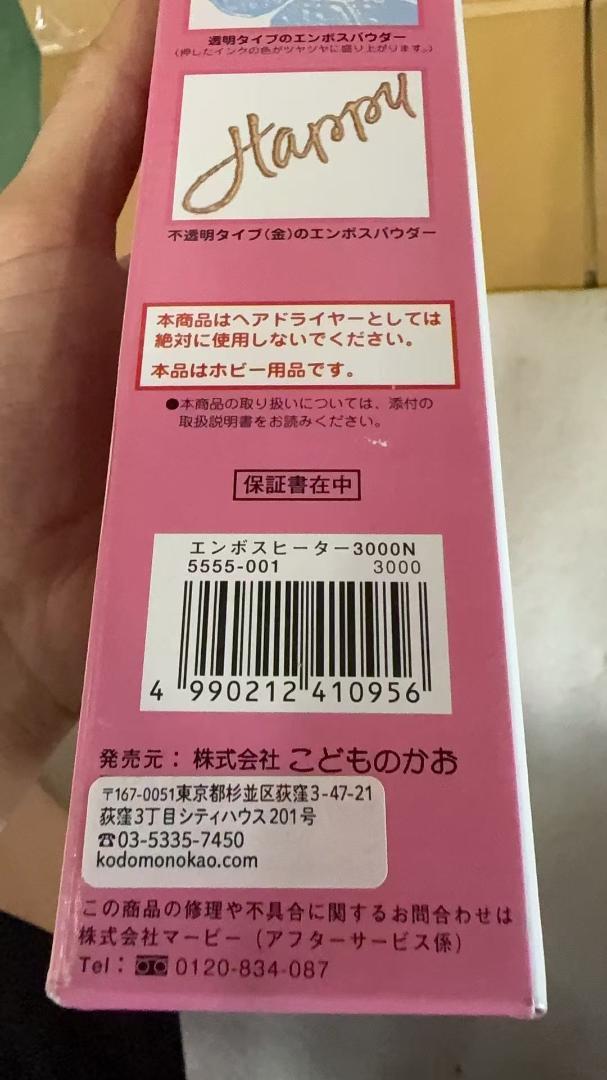 透明タイプのエンボスパウダー
（押したインクの色がツヤツヤに盛り上がります。）
Happy
不透明タイプ(金)のエンボスパウダー
本商品はヘアドライヤーとしては
絶対に使用しないでください。
本品はホビー用品です。
●本商品の取り扱いについては、添付の
取扱説明書をお読みください。
保証書在中
エンボスヒーター3000N
5555-001 3000
4 990212 410956
発売元：株式会社 こどものかお
〒167-0051東京都杉並区荻窪3-47-21
荻窪3丁目シティハウス201号
☎03-5335-7450
kodomonokao.com
この商品の修理や不具合に関するお問合わせは
株式会社マービー（アフターサービス係）
Tel： 0120-834-087